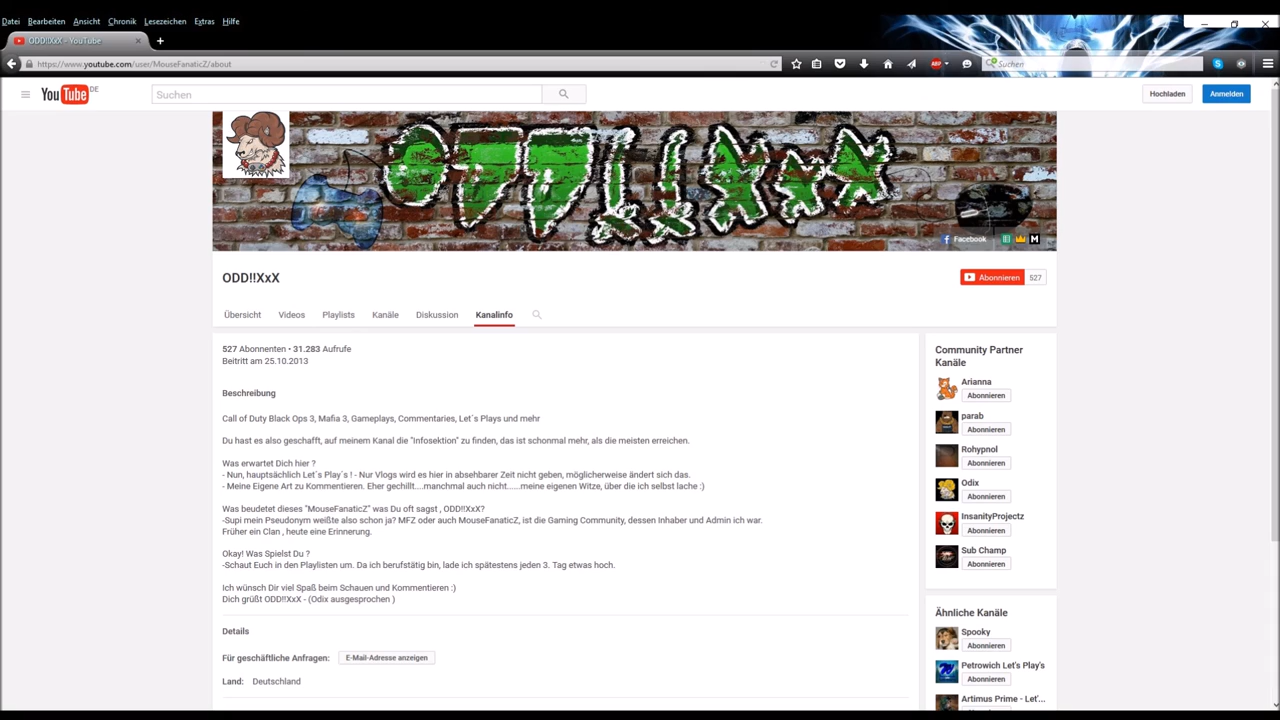 Datei Bearbeiten Ansicht Chronik Lesezeichen Extras Hilfe
ODD!!XxX - YouTube
https://www.youtube.com/user/MouseFanaticZ/about
ABP
Suchen
YouTube DE
Suchen
Hochladen
Anmelden
ODD!!XxX
Facebook
M
ODD!!XxX
Abonnieren 527
Übersicht Videos Playlists Kanäle Diskussion Kanalinfo
527 Abonnenten • 31.283 Aufrufe
Beitritt am 25.10.2013
Beschreibung
Call of Duty Black Ops 3, Mafia 3, Gameplays, Commentaries, Let´s Plays und mehr
Du hast es also geschafft, auf meinem Kanal die "Infosektion" zu finden, das ist schonmal mehr, als die meisten erreichen.
Was erwartet Dich hier ?
- Nun, hauptsächlich Let´s Play´s ! - Nur Vlogs wird es hier in absehbarer Zeit nicht geben, möglicherweise ändert sich das.
- Meine Eigene Art zu Kommentieren. Eher gechillt....manchmal auch nicht......meine eigenen Witze, über die ich selbst lache :)
Was beudetet dieses "MouseFanaticZ" was Du oft sagst , ODD!!XxX?
-Supi mein Pseudonym weißte also schon ja? MFZ oder auch MouseFanaticZ, ist die Gaming Community, dessen Inhaber und Admin ich war.
Früher ein Clan , heute eine Erinnerung.
Okay! Was Spielst Du ?
-Schaut Euch in den Playlisten um. Da ich berufstätig bin, lade ich spätestens jeden 3. Tag etwas hoch.
Ich wünsch Dir viel Spaß beim Schauen und Kommentieren :)
Dich grüßt ODD!!XxX - (Odix ausgesprochen )
Details
Für geschäftliche Anfragen: E-Mail-Adresse anzeigen
Land: Deutschland
Community Partner
Kanäle
Arianna
Abonnieren
parab
Abonnieren
Rohypnol
Abonnieren
Odix
Abonnieren
InsanityProjectz
Abonnieren
Sub Champ
Abonnieren
Ähnliche Kanäle
Spooky
Abonnieren
Petrowich Let's Play's
Abonnieren
Artimus Prime - Let'...